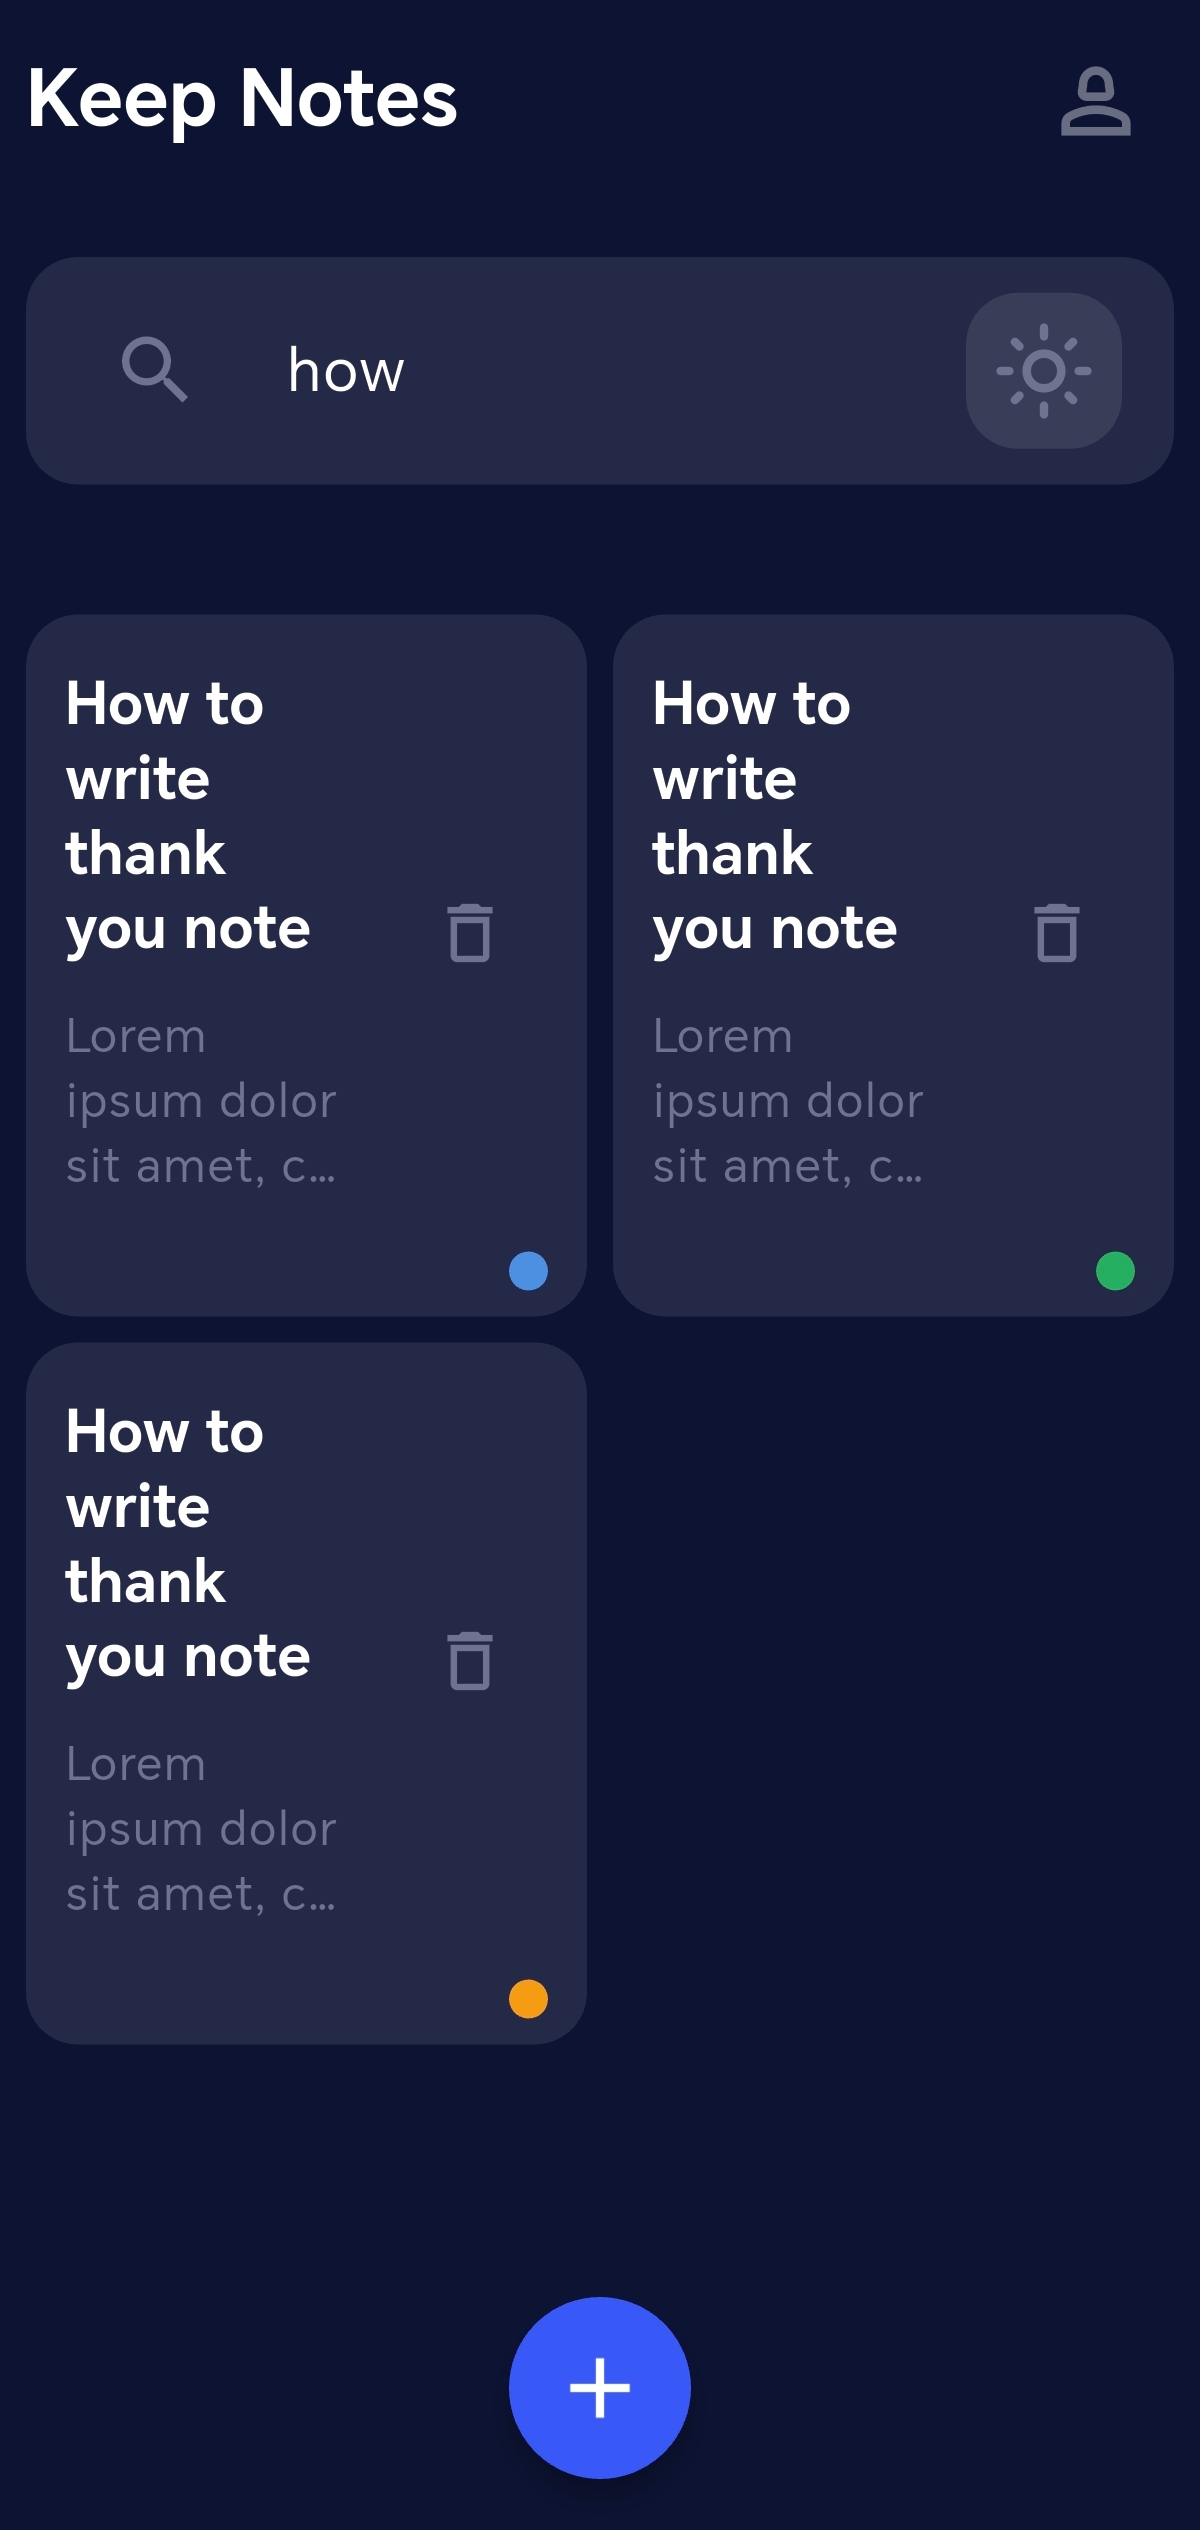 Keep Notes
how
How to
write
thank
you note
Lorem
ipsum dolor
sit amet, c...
How to
write
thank
you note
Lorem
ipsum dolor
sit amet, c...
How to
write
thank
you note
Lorem
ipsum dolor
sit amet, c...